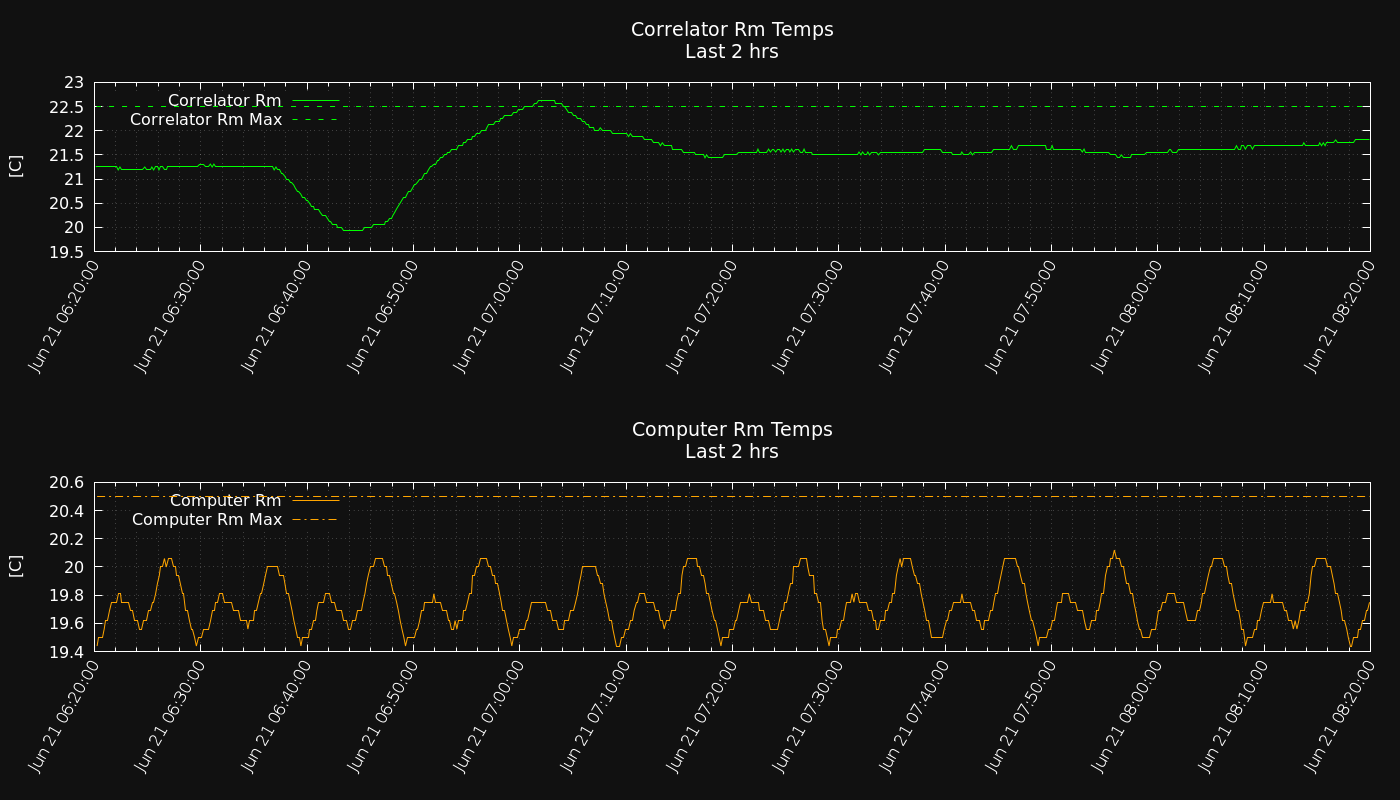 Correlator Rm Temps
Last 2 hrs
23
22.5
22
21.5
21
20.5
20
19.5
[C]
Correlator Rm
Correlator Rm Max
Jun 21 06:20:00
Jun 21 06:30:00
Jun 21 06:40:00
Jun 21 06:50:00
Jun 21 07:00:00
Jun 21 07:10:00
Jun 21 07:20:00
Jun 21 07:30:00
Jun 21 07:40:00
Jun 21 07:50:00
Jun 21 08:00:00
Jun 21 08:10:00
Jun 21 08:20:00
Computer Rm Temps
Last 2 hrs
20.6
20.4
20.2
20
19.8
19.6
19.4
[C]
Computer Rm
Computer Rm Max
Jun 21 06:20:00
Jun 21 06:30:00
Jun 21 06:40:00
Jun 21 06:50:00
Jun 21 07:00:00
Jun 21 07:10:00
Jun 21 07:20:00
Jun 21 07:30:00
Jun 21 07:40:00
Jun 21 07:50:00
Jun 21 08:00:00
Jun 21 08:10:00
Jun 21 08:20:00